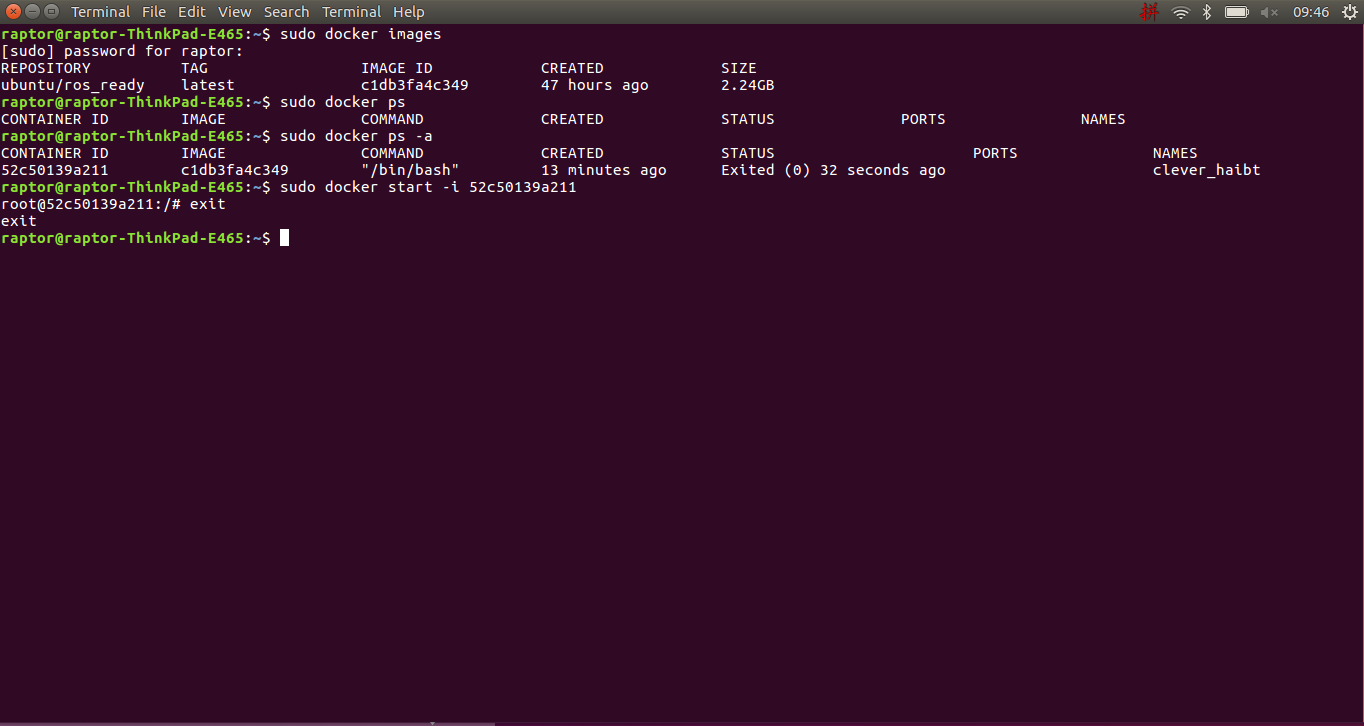 Terminal File Edit View Search Terminal Help 拼 09:46
raptor@raptor-ThinkPad-E465:~$ sudo docker images
[sudo] password for raptor:
REPOSITORY TAG IMAGE ID CREATED SIZE
ubuntu/ros_ready latest c1db3fa4c349 47 hours ago 2.24GB
raptor@raptor-ThinkPad-E465:~$ sudo docker ps
CONTAINER ID IMAGE COMMAND CREATED STATUS PORTS NAMES
raptor@raptor-ThinkPad-E465:~$ sudo docker ps -a
CONTAINER ID IMAGE COMMAND CREATED STATUS PORTS NAMES
52c50139a211 c1db3fa4c349 "/bin/bash" 13 minutes ago Exited (0) 32 seconds ago clever_haibt
raptor@raptor-ThinkPad-E465:~$ sudo docker start -i 52c50139a211
root@52c50139a211:/# exit
exit
raptor@raptor-ThinkPad-E465:~$